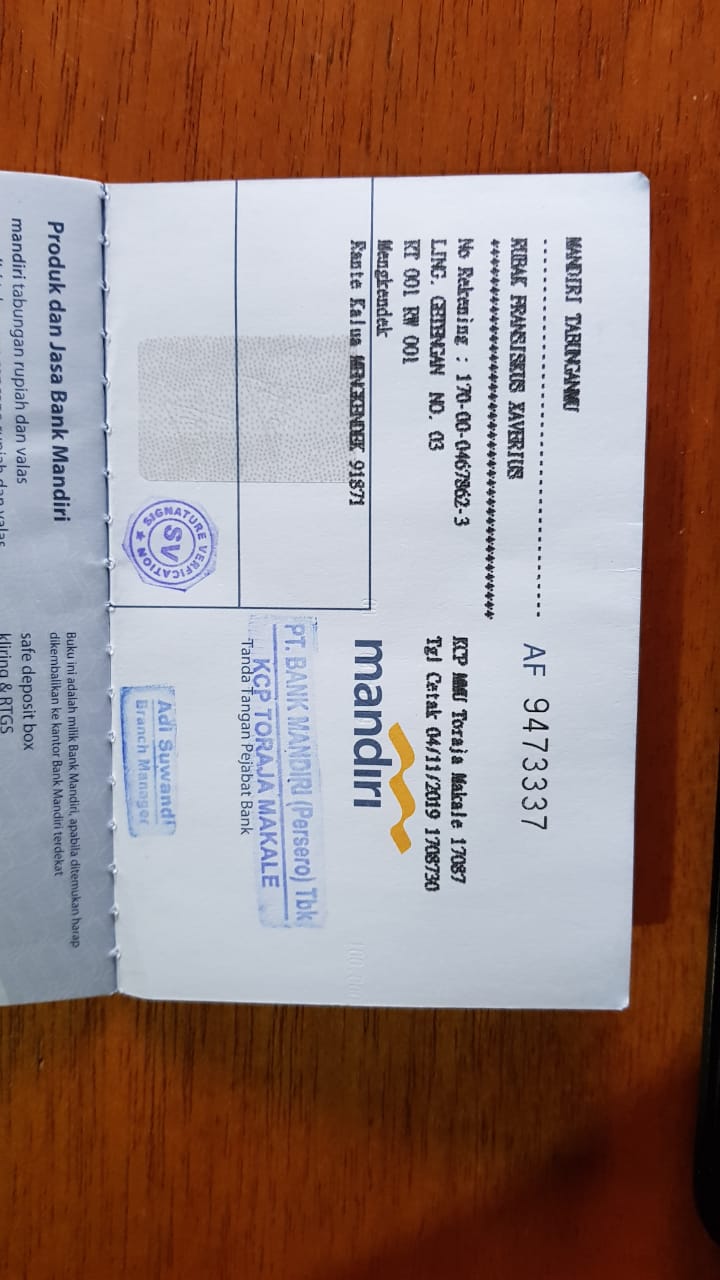 MANDIRI TABUNGANMU
AF 9473337
RUBAK FRANSISKUS XAVERIUS
No Rekening : 170-00-0467862-3
LING. GETENGAN NO. 03
RT 001 RW 001
Mengkendek
Rante Kalua MENGKENDEK 91871
KCP MMU Toraja Makale 17087
Tgl Cetak 04/11/2019 1708730
mandiri
PT. BANK MANDIRI (Persero) Tbk
KCP TORAJA MAKALE
Tanda Tangan Pejabat Bank
SIGNATURE VERIFICATION
SV
Adi Suwandi
Branch Manager
Buku ini adalah milik Bank Mandiri, apabila ditemukan harap
dikembalikan ke kantor Bank Mandiri terdekat
Produk dan Jasa Bank Mandiri
mandiri tabungan rupiah dan valas
safe deposit box
kliring & RTGS